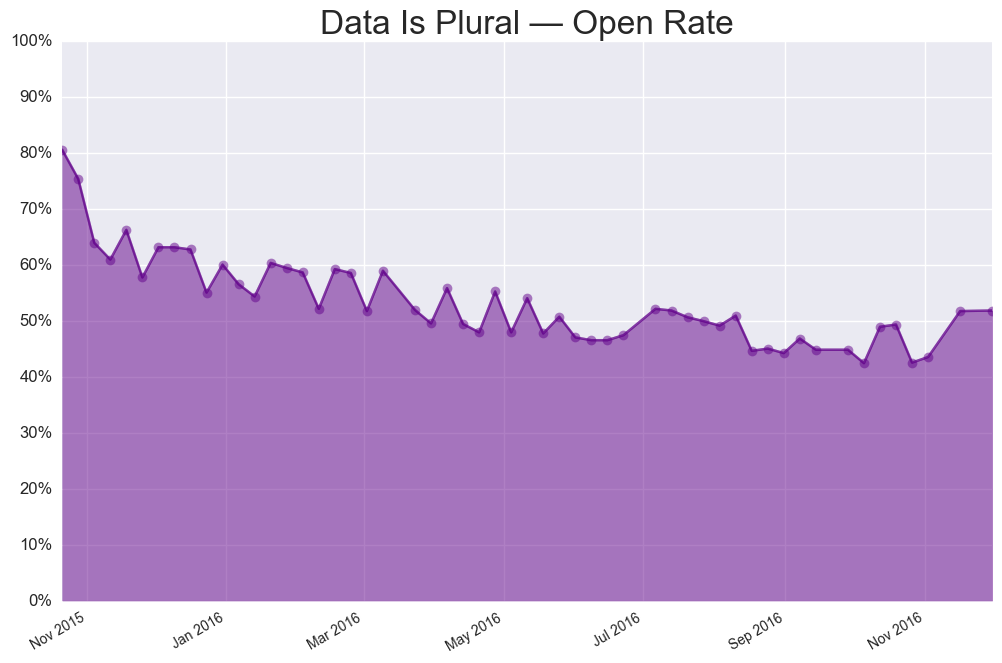 Data Is Plural — Open Rate
100%
90%
80%
70%
60%
50%
40%
30%
20%
10%
0%
Nov 2015
Jan 2016
Mar 2016
May 2016
Jul 2016
Sep 2016
Nov 2016